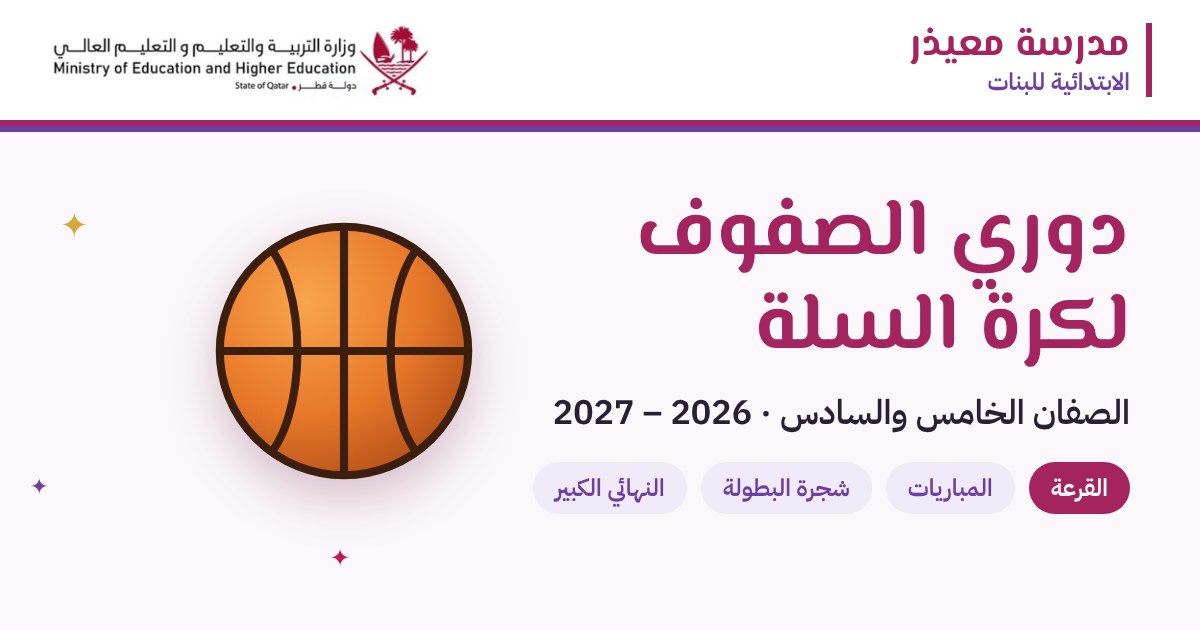 مدرسة معيذر
الابتدائية للبنات
وزارة التربيــة والتعليـم و التعليـم العالـي
Ministry of Education and Higher Education
دولـة قطـر • State of Qatar
دوري الصفوف
لكرة السلة
الصفان الخامس والسادس · 2026 – 2027
القرعة
المباريات
شجرة البطولة
النهائي الكبير